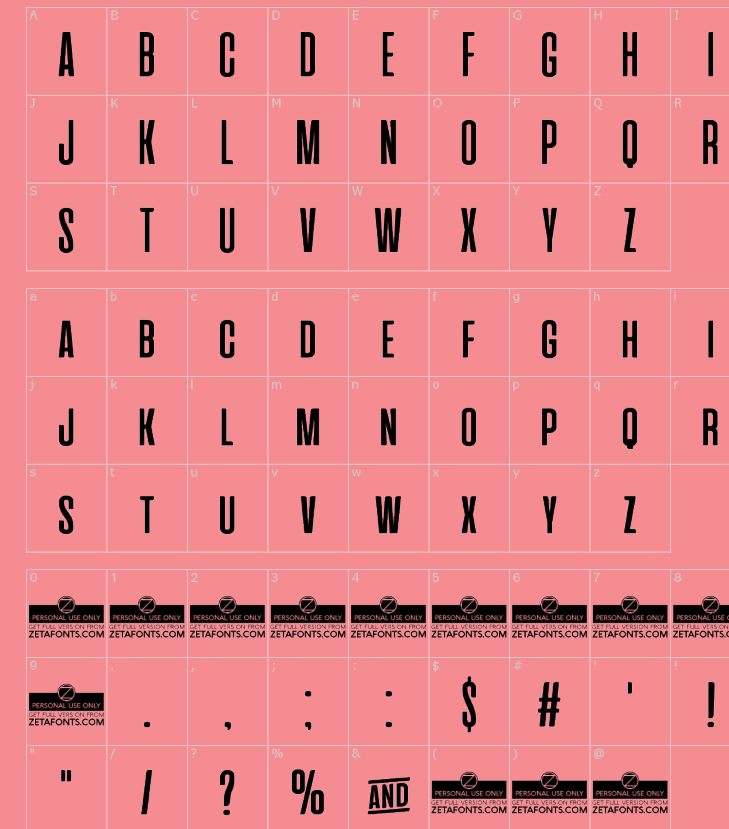 A B C D E F G H I
A B C D E F G H I
J K L M N O P Q R
J K L M N O P Q R
S T U V W X Y Z
S T U V W X Y Z
a b c d e f g h i
A B C D E F G H I
j k l m n o p q r
J K L M N O P Q R
s t u v w x y z
S T U V W X Y Z
0 1 2 3 4 5 6 7 8
PERSONAL USE ONLY PERSONAL USE ONLY PERSONAL USE ONLY PERSONAL USE ONLY PERSONAL USE ONLY PERSONAL USE ONLY PERSONAL USE ONLY PERSONAL USE ONLY PERSONAL USE
GET FULL VERSION FROM GET FULL VERSION FROM GET FULL VERSION FROM GET FULL VERSION FROM GET FULL VERSION FROM GET FULL VERSION FROM GET FULL VERSION FROM GET FULL VERSION FROM GET FULL VERS
ZETAFONTS.COM ZETAFONTS.COM ZETAFONTS.COM ZETAFONTS.COM ZETAFONTS.COM ZETAFONTS.COM ZETAFONTS.COM ZETAFONTS.COM ZETAFONTS
9 . , ; : $ # ' !
PERSONAL USE ONLY . , ; : $ # ' !
GET FULL VERSION FROM
ZETAFONTS.COM
" / ? % & ( ) @
" / ? % AND PERSONAL USE ONLY PERSONAL USE ONLY PERSONAL USE ONLY
GET FULL VERSION FROM GET FULL VERSION FROM GET FULL VERSION FROM
ZETAFONTS.COM ZETAFONTS.COM ZETAFONTS.COM